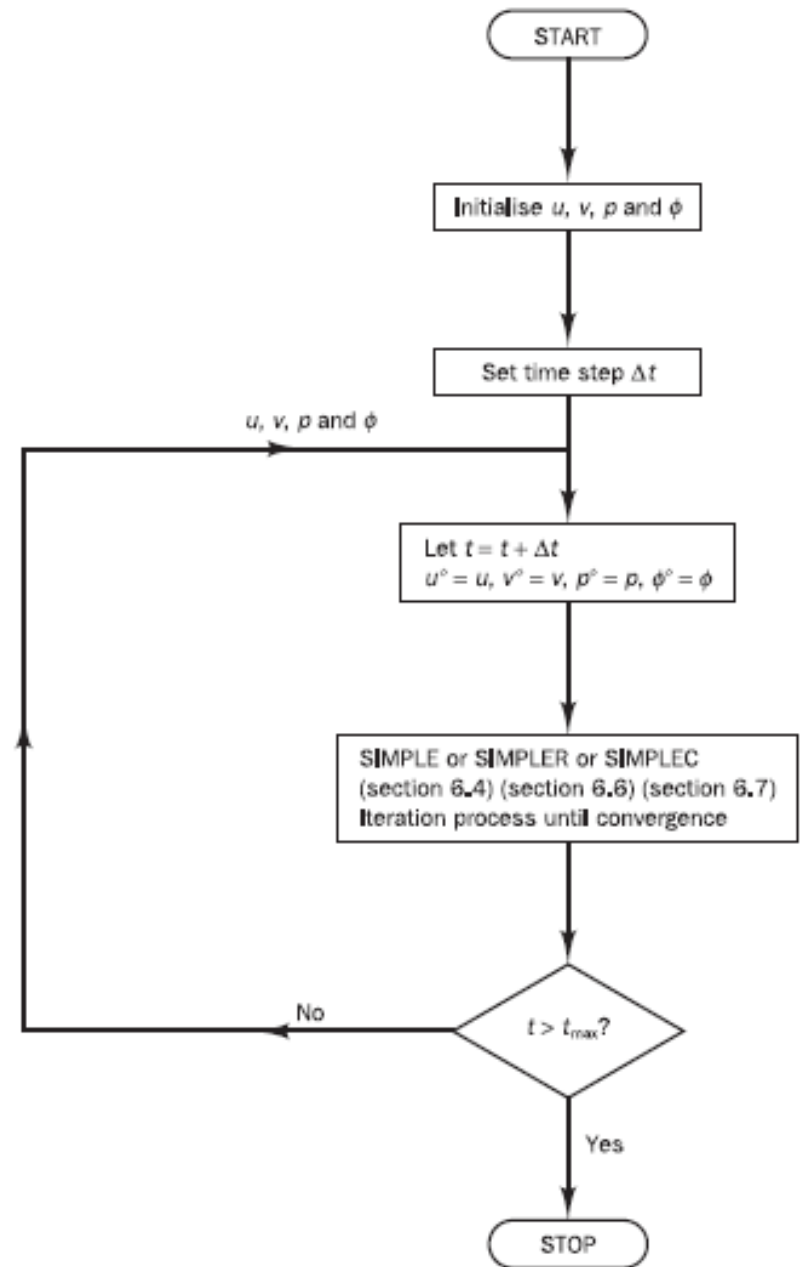 START
Initialise u, v, p and ϕ
Set time step Δt
u, v, p and ϕ
Let t = t + Δt
u° = u, v° = v, p° = p, ϕ° = ϕ
SIMPLE or SIMPLER or SIMPLEC
(section 6.4) (section 6.6) (section 6.7)
Iteration process until convergence
No
t > tmax?
Yes
STOP